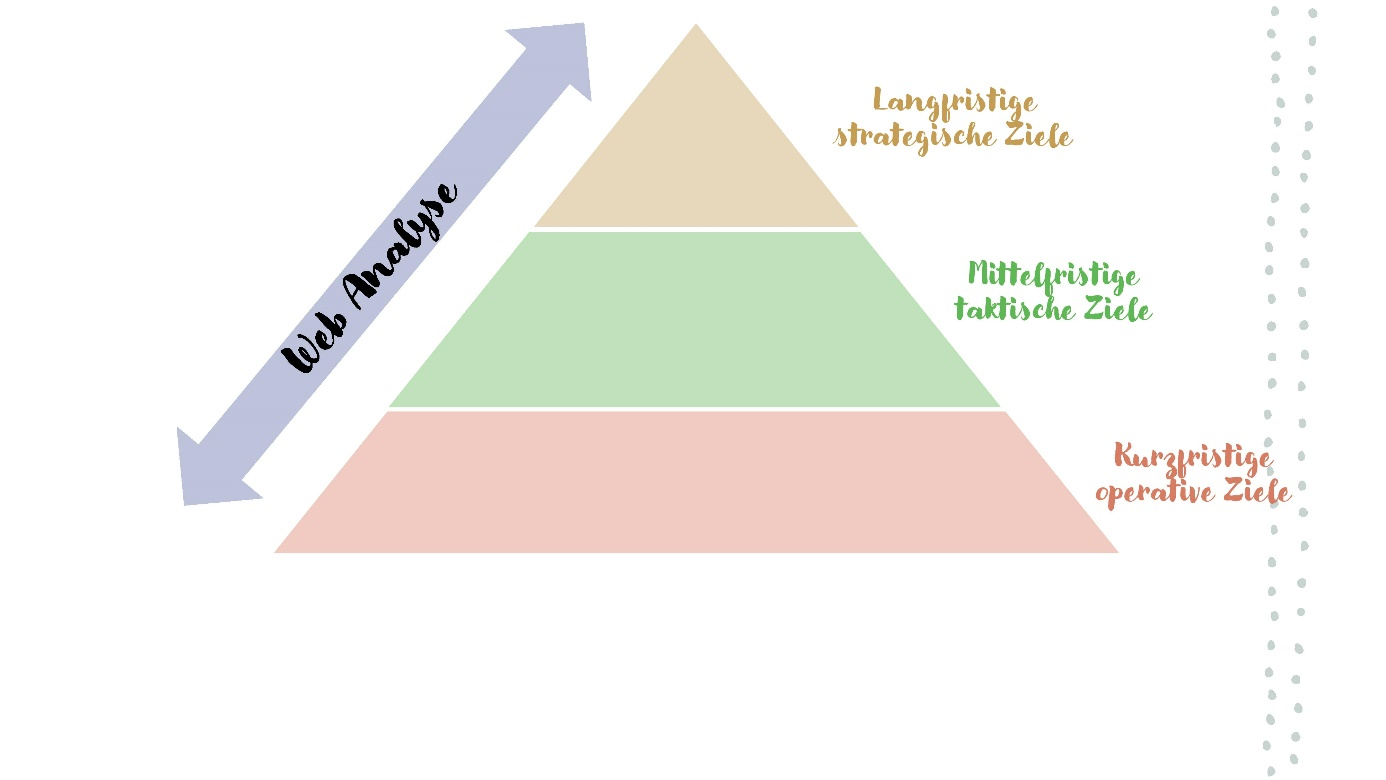 Web Analyse
Langfristige
strategische Ziele
Mittelfristige
taktische Ziele
Kurzfristige
operative Ziele